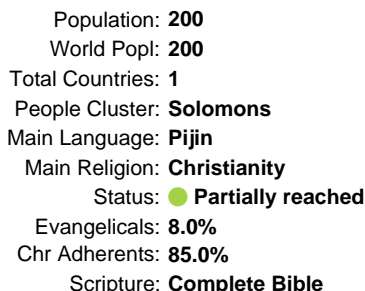 Population: 200
World Popl: 200
Total Countries: 1
People Cluster: Solomons
Main Language: Pijin
Main Religion: Christianity
Status: Partially reached
Evangelicals: 8.0%
Chr Adherents: 85.0%
Scripture: Complete Bible